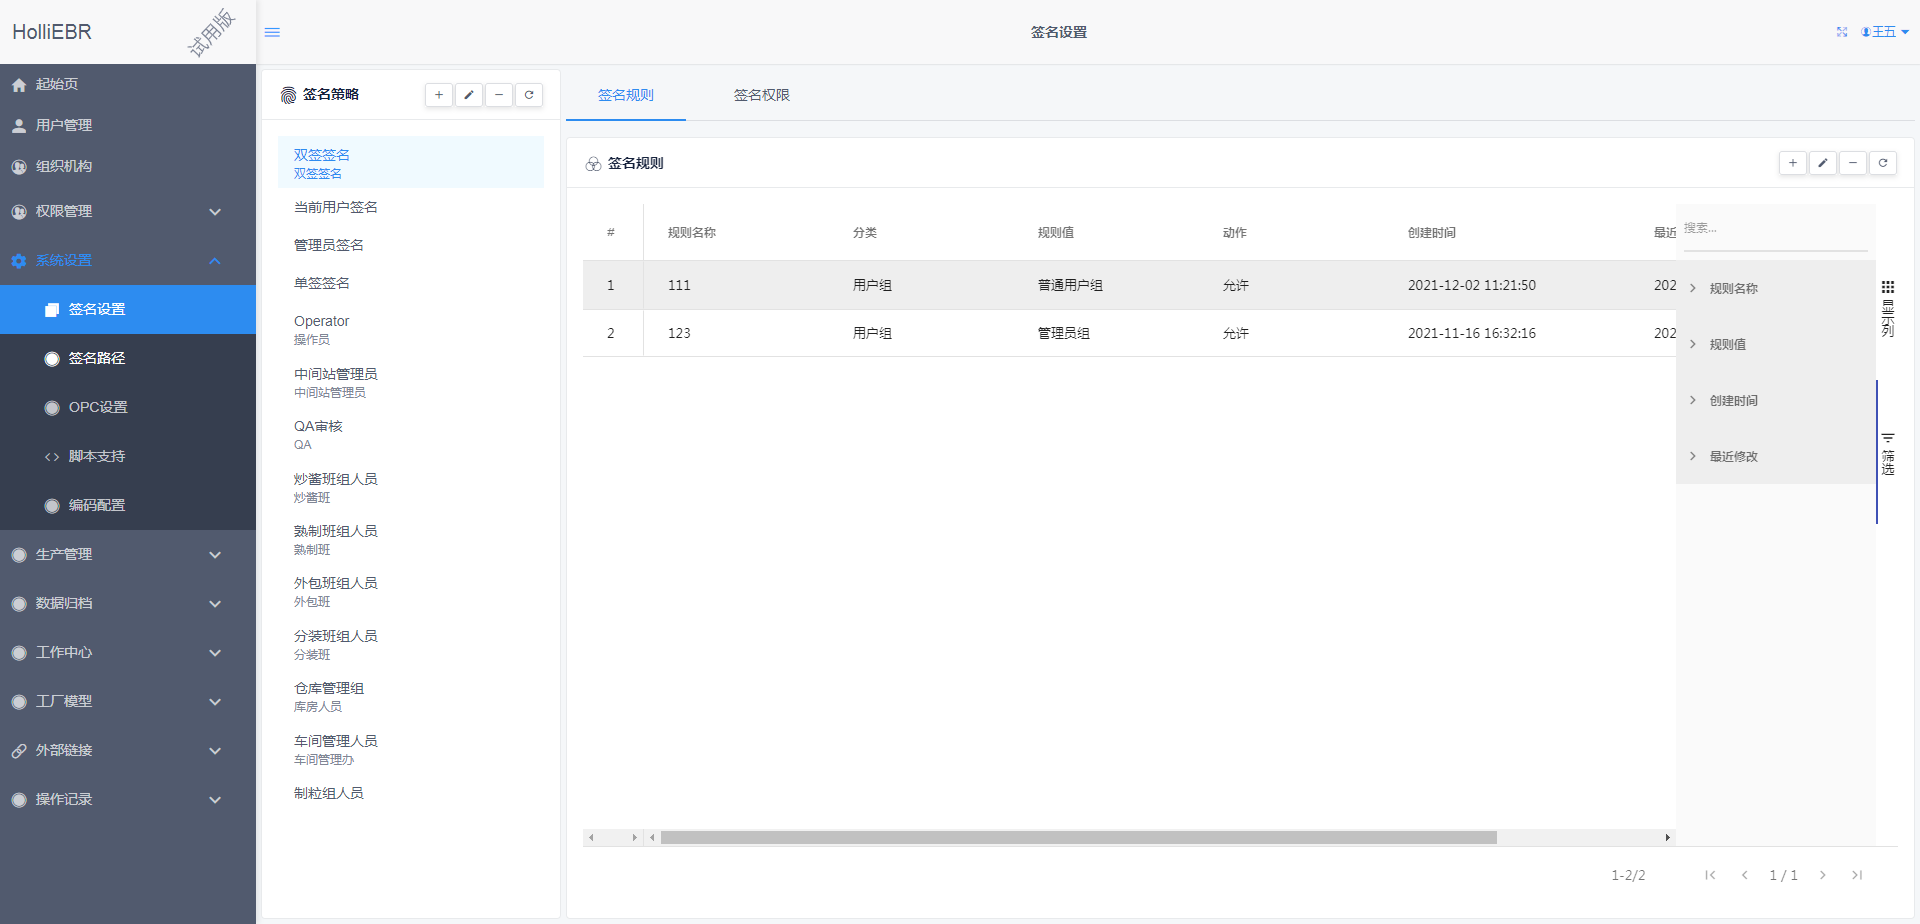 HolliEBR
试用版
签名设置
王五
起始页
用户管理
组织机构
权限管理
系统设置
签名设置
签名路径
OPC设置
脚本支持
编码配置
生产管理
数据归档
工作中心
工厂模型
外部链接
操作记录
签名策略
双签签名
双签签名
当前用户签名
管理员签名
单签签名
Operator
操作员
中间站管理员
中间站管理员
QA审核
QA
炒酱班组人员
炒酱班
熟制班组人员
熟制班
外包班组人员
外包班
分装班组人员
分装班
仓库管理组
库房人员
车间管理人员
车间管理办
制粒组人员
签名规则 签名权限
签名规则
# 规则名称 分类 规则值 动作 创建时间 最近
1 111 用户组 普通用户组 允许 2021-12-02 11:21:50 202
2 123 用户组 管理员组 允许 2021-11-16 16:32:16 202
搜索...
规则名称
规则值
创建时间
最近修改
显示列
筛选
1-2/2 1 / 1